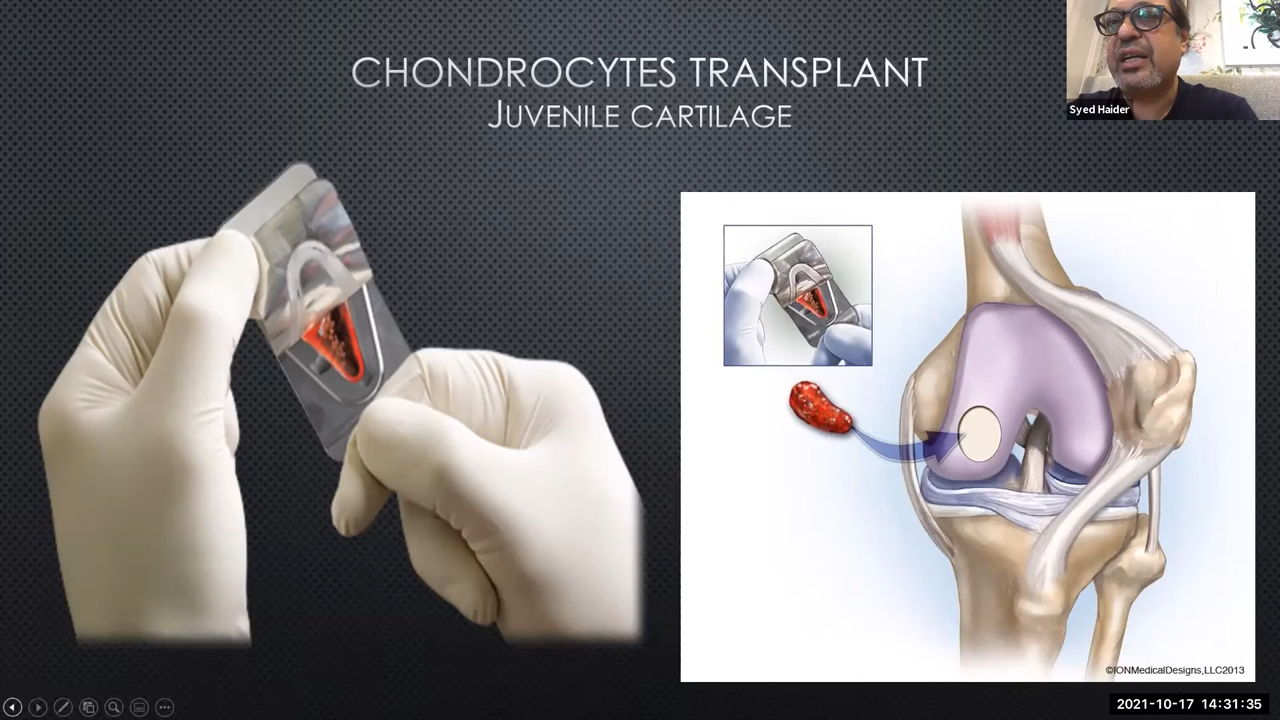 CHONDROCYTES TRANSPLANT
JUVENILE CARTILAGE
Syed Haider
©IONMedicalDesigns,LLC2013
2021-10-17 14:31:35